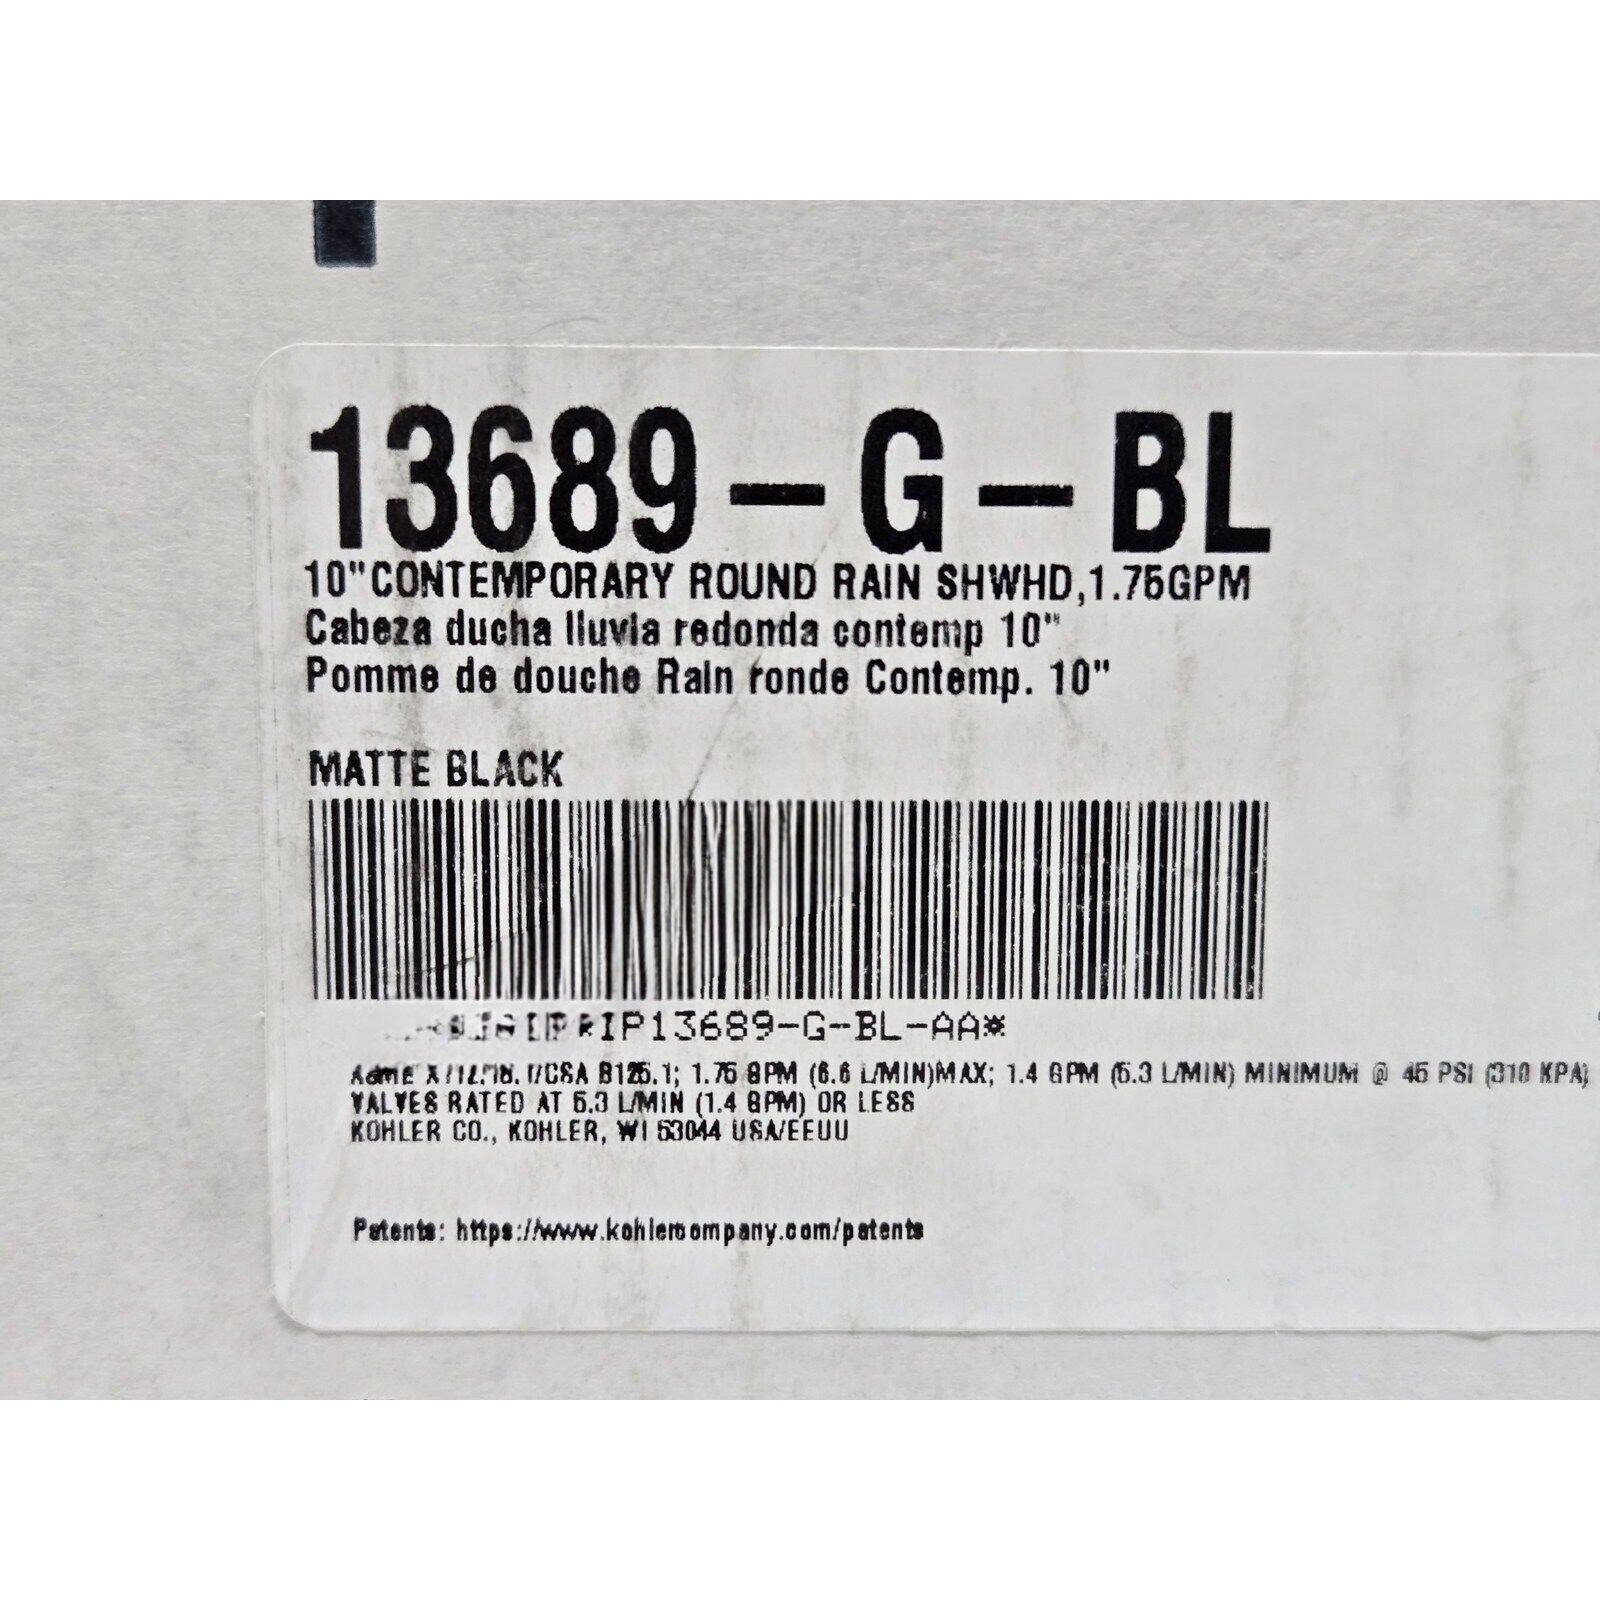 13689-G-BL
10"CONTEMPORARY ROUND RAIN SHWHD,1.75GPM
Cabeza ducha lluvia redonda contemp 10"
Pomme de douche Rain ronde Contemp. 10"
MATTE BLACK
IP13689-G-BL-AA*
B125.1; 1.75 GPM (6.6 L/MIN)MAX; 1.4 GPM (5.3 L/MIN) MINIMUM @ 45 PSI (310 KPA)
VALVES RATED AT 5.3 L/MIN (1.4 GPM) OR LESS
KOHLER CO., KOHLER, WI 53044 USA/EEUU
Patents: https://www.kohlercompany.com/patents